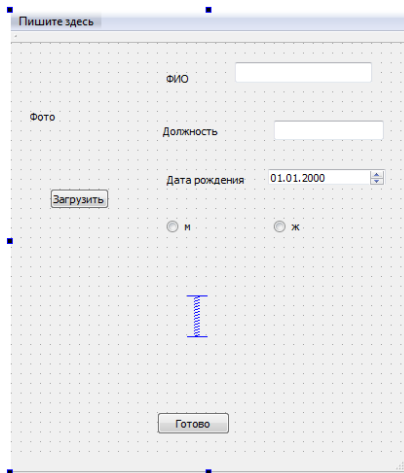 Пишите здесь
ФИО
Фото
Должность
Дата рождения 01.01.2000
Загрузить
м ж
Готово